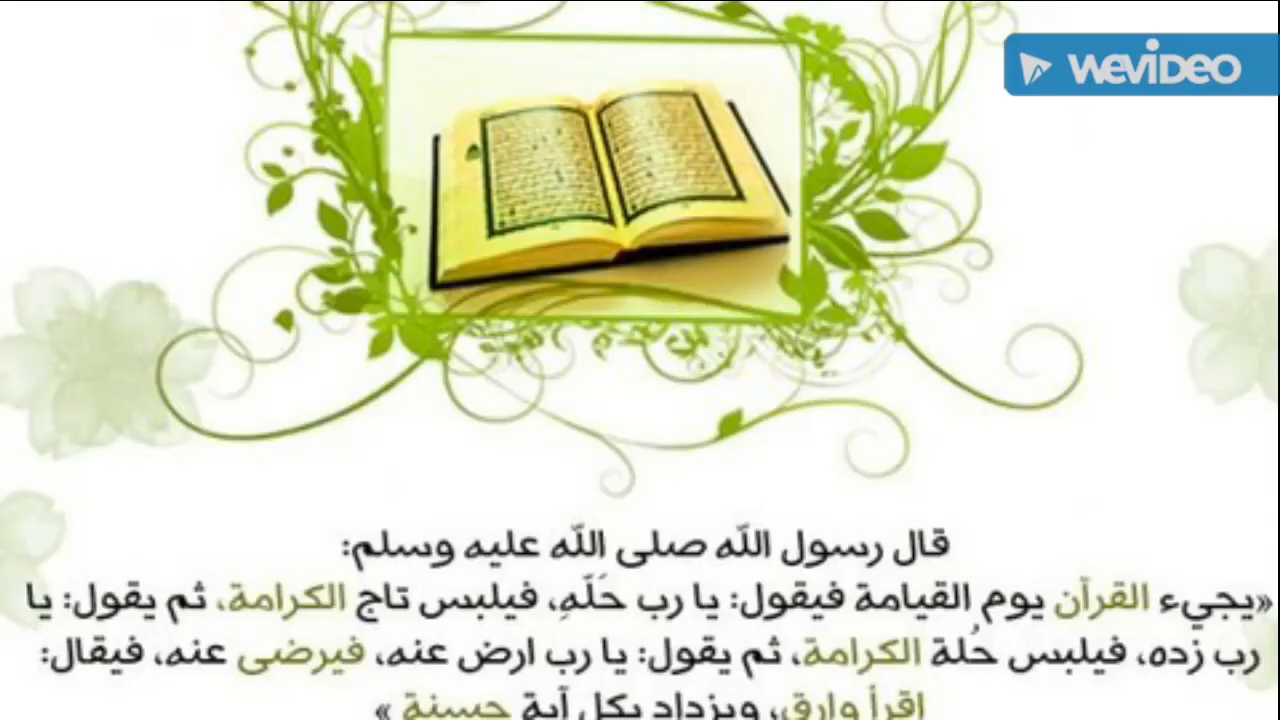 WEVIDEO
قال رسول الله صلى الله عليه وسلم:
«يجيء القرآن يوم القيامة فيقول: يا رب حَلّهِ، فيلبس تاج الكرامة، ثم يقول: يا
رب زده، فيلبس حُلة الكرامة، ثم يقول: يا رب ارض عنه، فيرضى عنه، فيقال:
اقرأ وارق، ويزداد بكل آية حسنة »